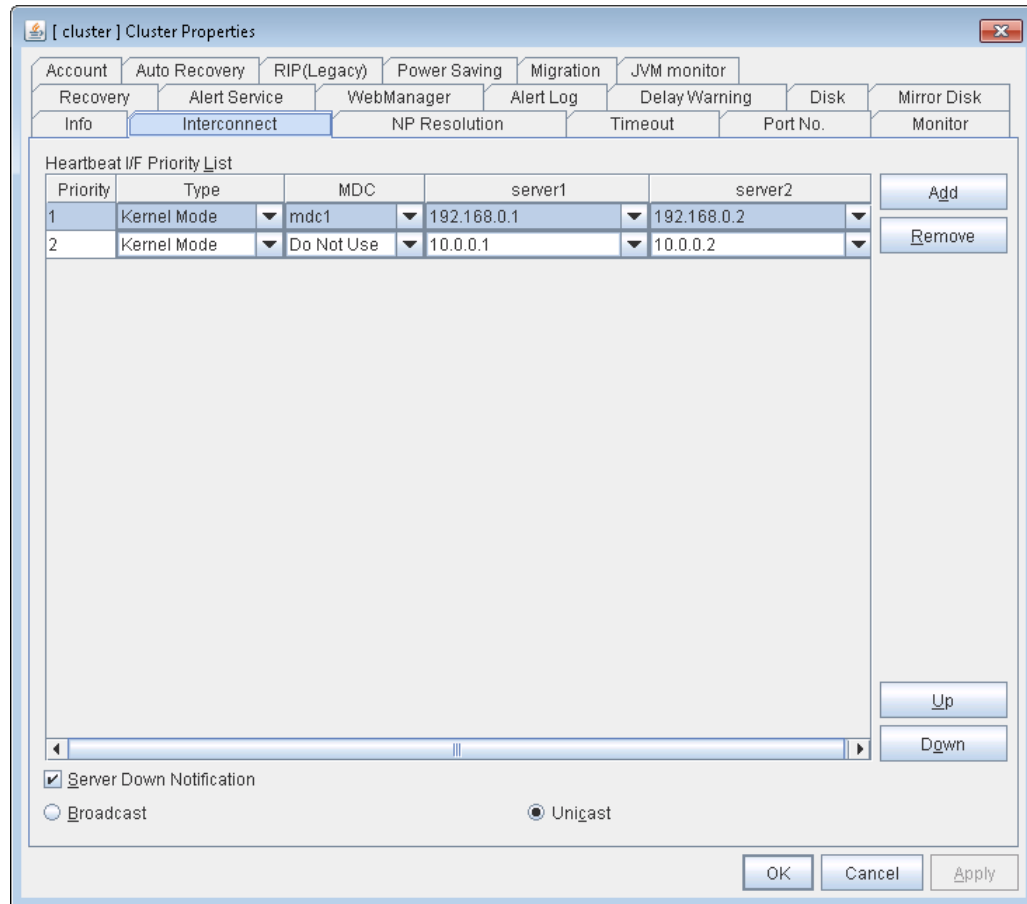 [ cluster ] Cluster Properties
Account Auto Recovery RIP(Legacy) Power Saving Migration JVM monitor
Recovery Alert Service WebManager Alert Log Delay Warning Disk Mirror Disk
Info Interconnect NP Resolution Timeout Port No. Monitor
Heartbeat I/F Priority List
Priority Type MDC server1 server2
1 Kernel Mode mdc1 192.168.0.1 192.168.0.2
2 Kernel Mode Do Not Use 10.0.0.1 10.0.0.2
Add
Remove
Up
Down
Server Down Notification
Broadcast Unicast
OK Cancel Apply